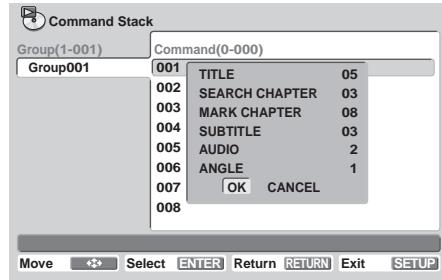 Command Stack
Group(1-001) Command(0-000)
Group001
001
TITLE 05
002
SEARCH CHAPTER 03
003
MARK CHAPTER 08
004
SUBTITLE 03
005
AUDIO 2
006
ANGLE 1
007
OK CANCEL
008
Move Select ENTER Return RETURN Exit SETUP